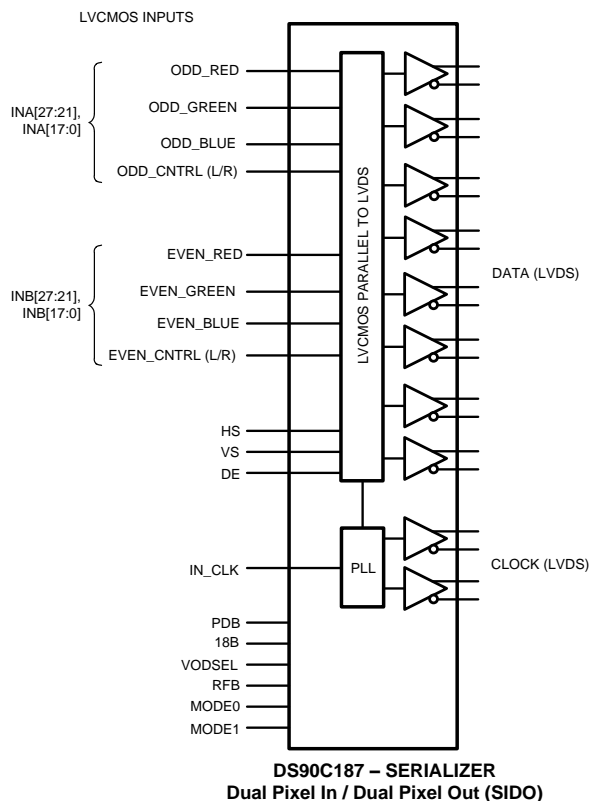 LVCMOS INPUTS
INA[27:21],
INA[17:0]
ODD_RED
ODD_GREEN
ODD_BLUE
ODD_CNTRL (L/R)
INB[27:21],
INB[17:0]
EVEN_RED
EVEN_GREEN
EVEN_BLUE
EVEN_CNTRL (L/R)
HS
VS
DE
IN_CLK
PDB
18B
VODSEL
RFB
MODE0
MODE1
LVCMOS PARALLEL TO LVDS
PLL
DATA (LVDS)
CLOCK (LVDS)
DS90C187 – SERIALIZER
Dual Pixel In / Dual Pixel Out (SIDO)